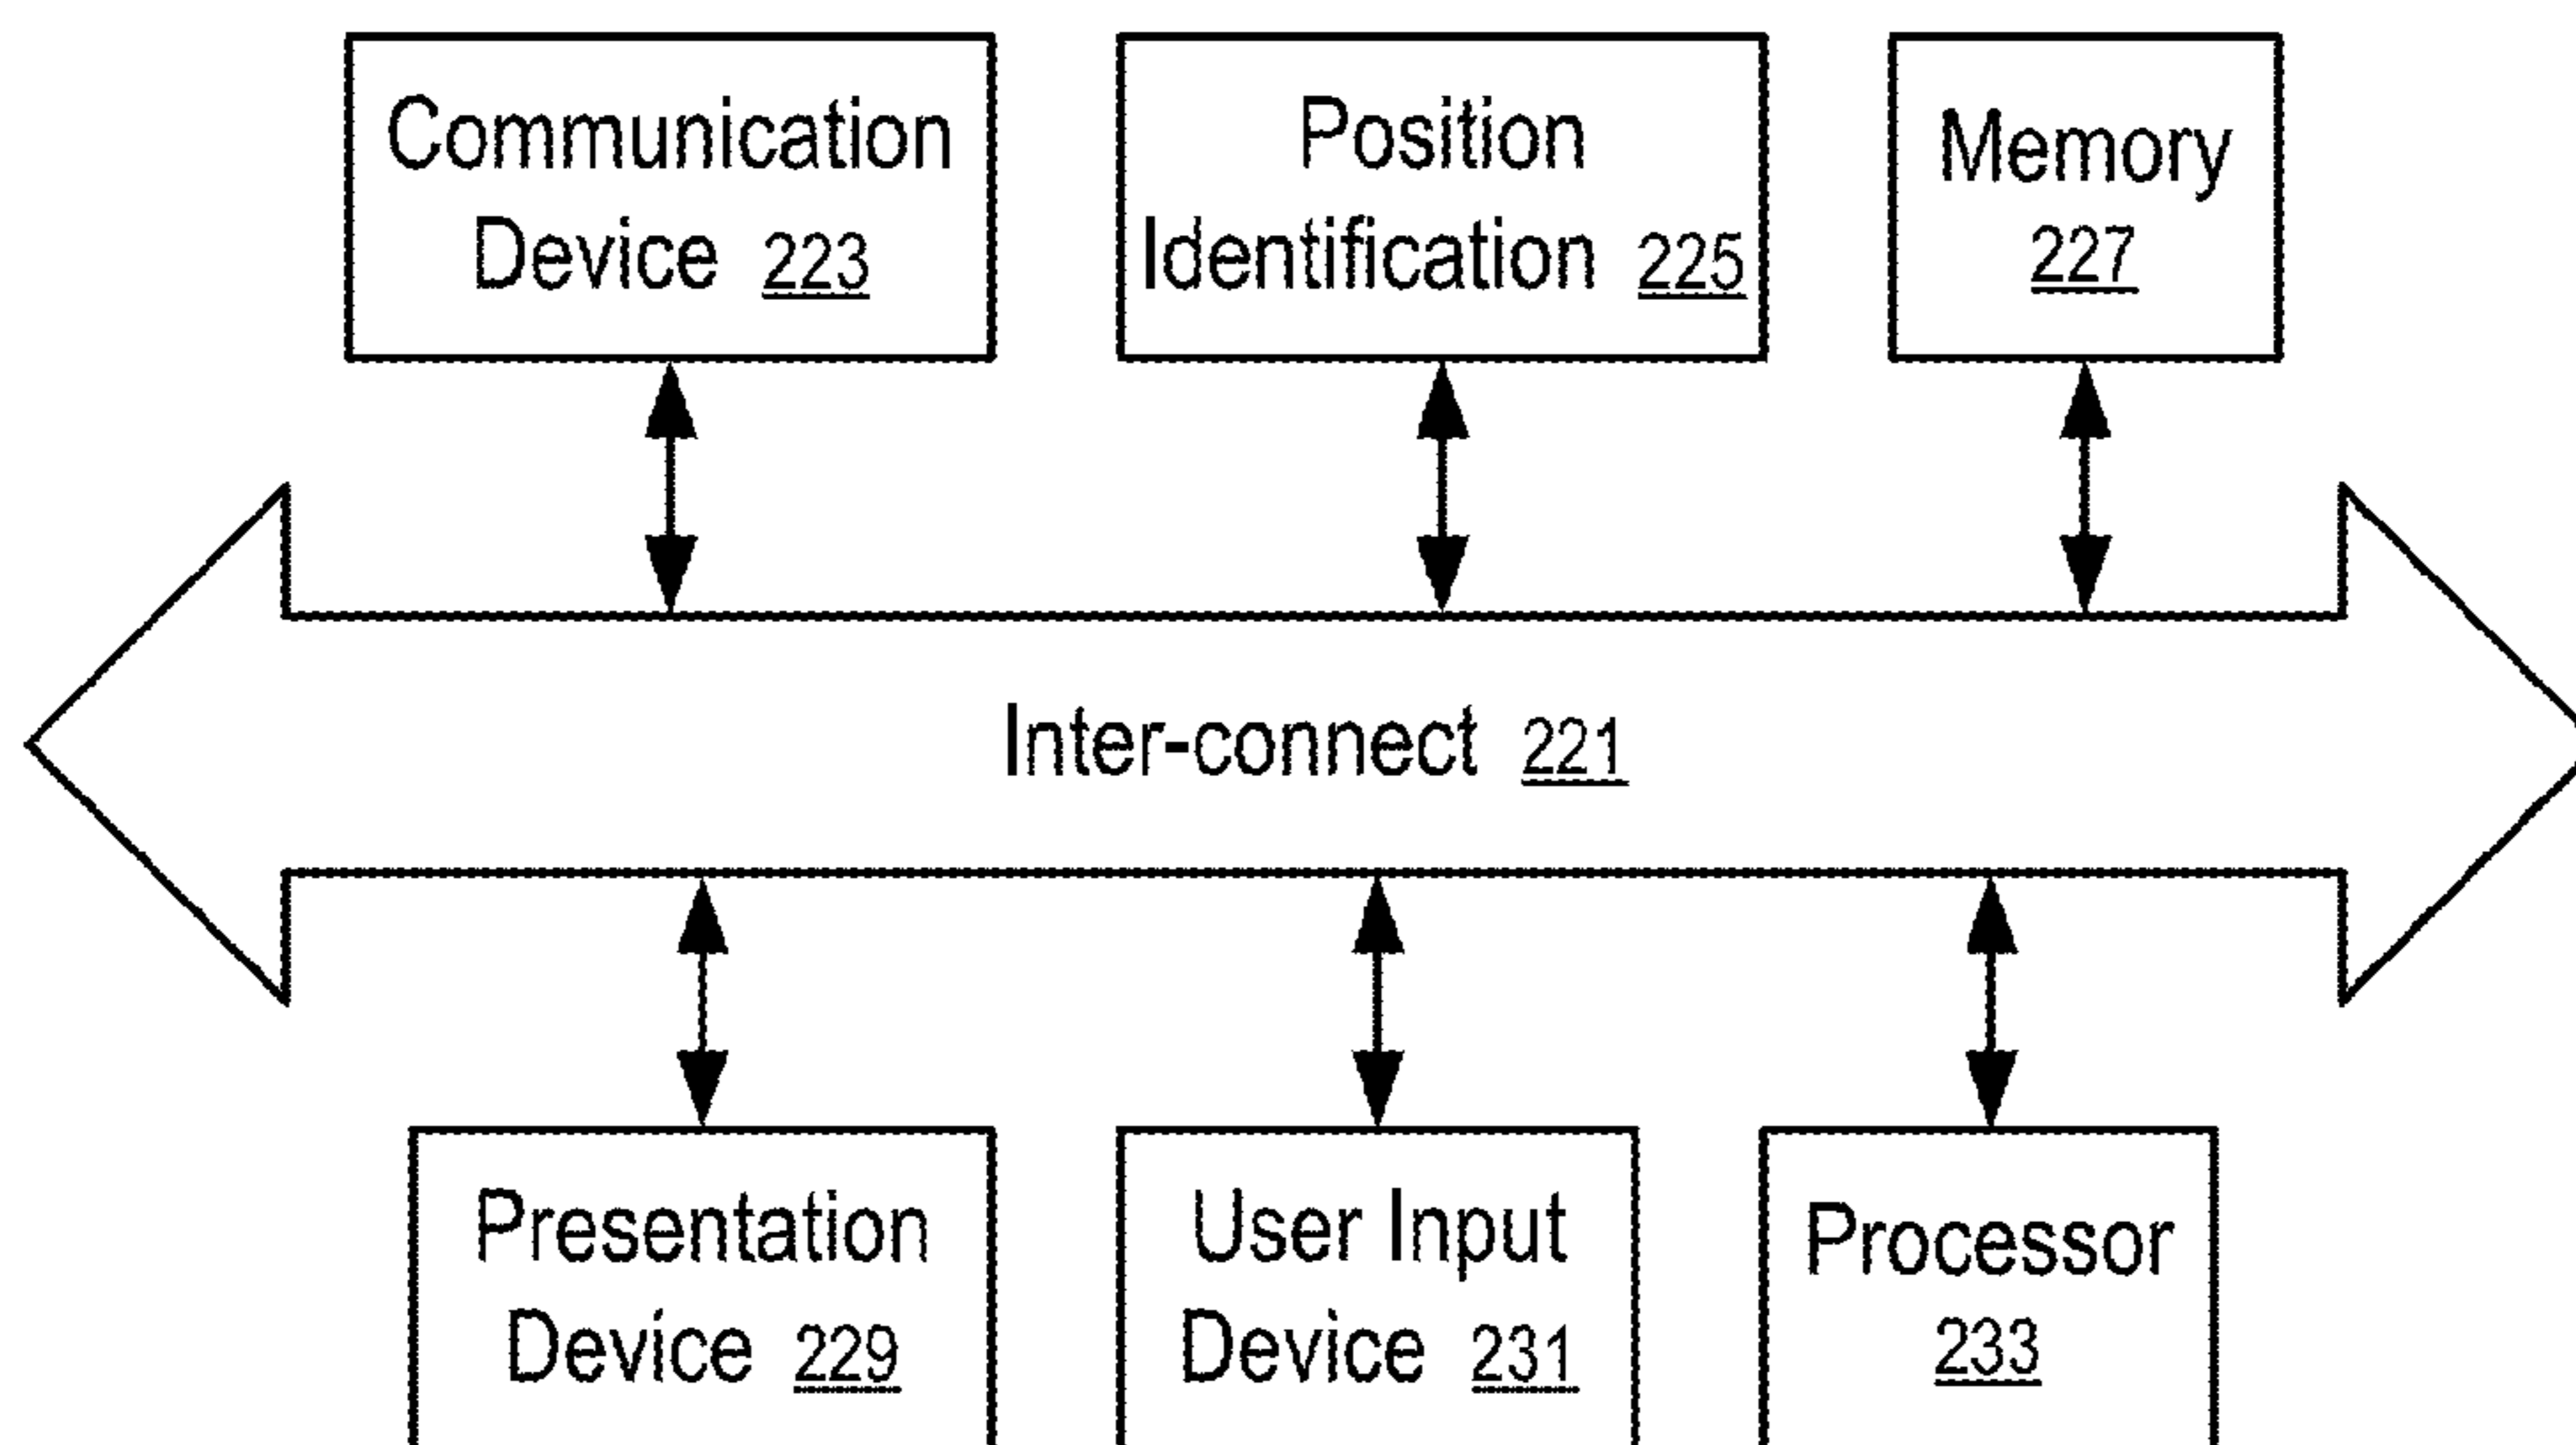 Communication
Device 223
Position
Identification 225
Memory
227
Inter-connect 221
Presentation
Device 229
User Input
Device 231
Processor
233